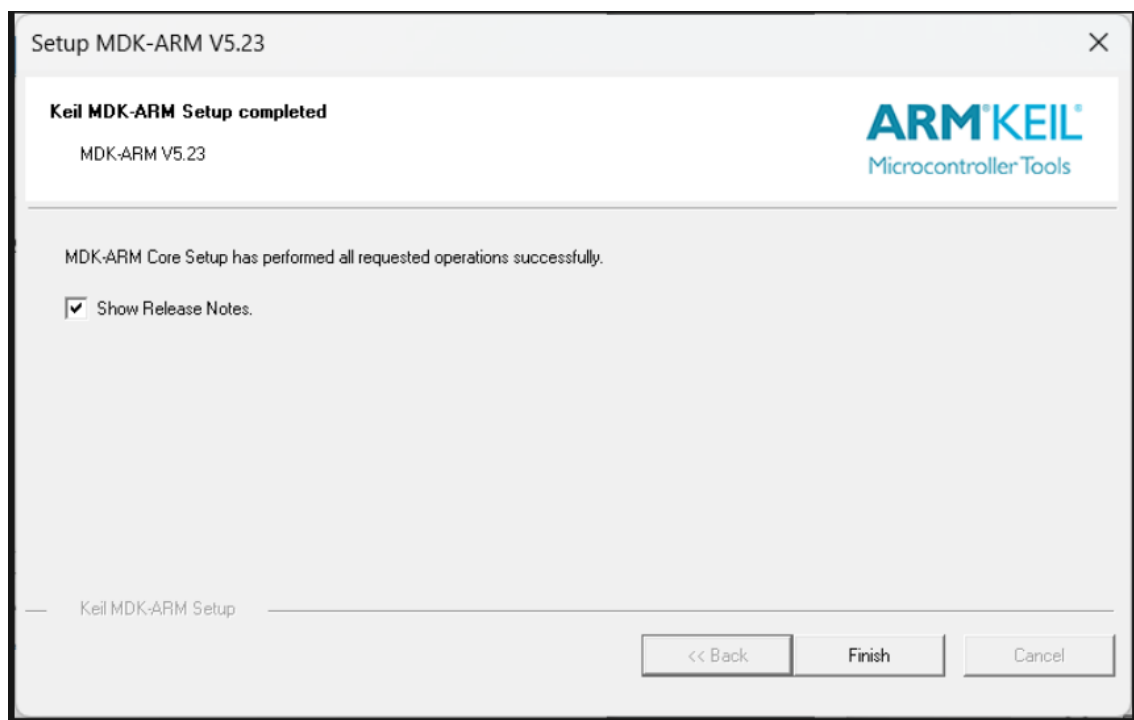 Setup MDK-ARM V5.23
Keil MDK-ARM Setup completed
MDK-ARM V5.23
ARM®KEIL®
Microcontroller Tools
MDK-ARM Core Setup has performed all requested operations successfully.
Show Release Notes.
Keil MDK-ARM Setup
<< Back
Finish
Cancel